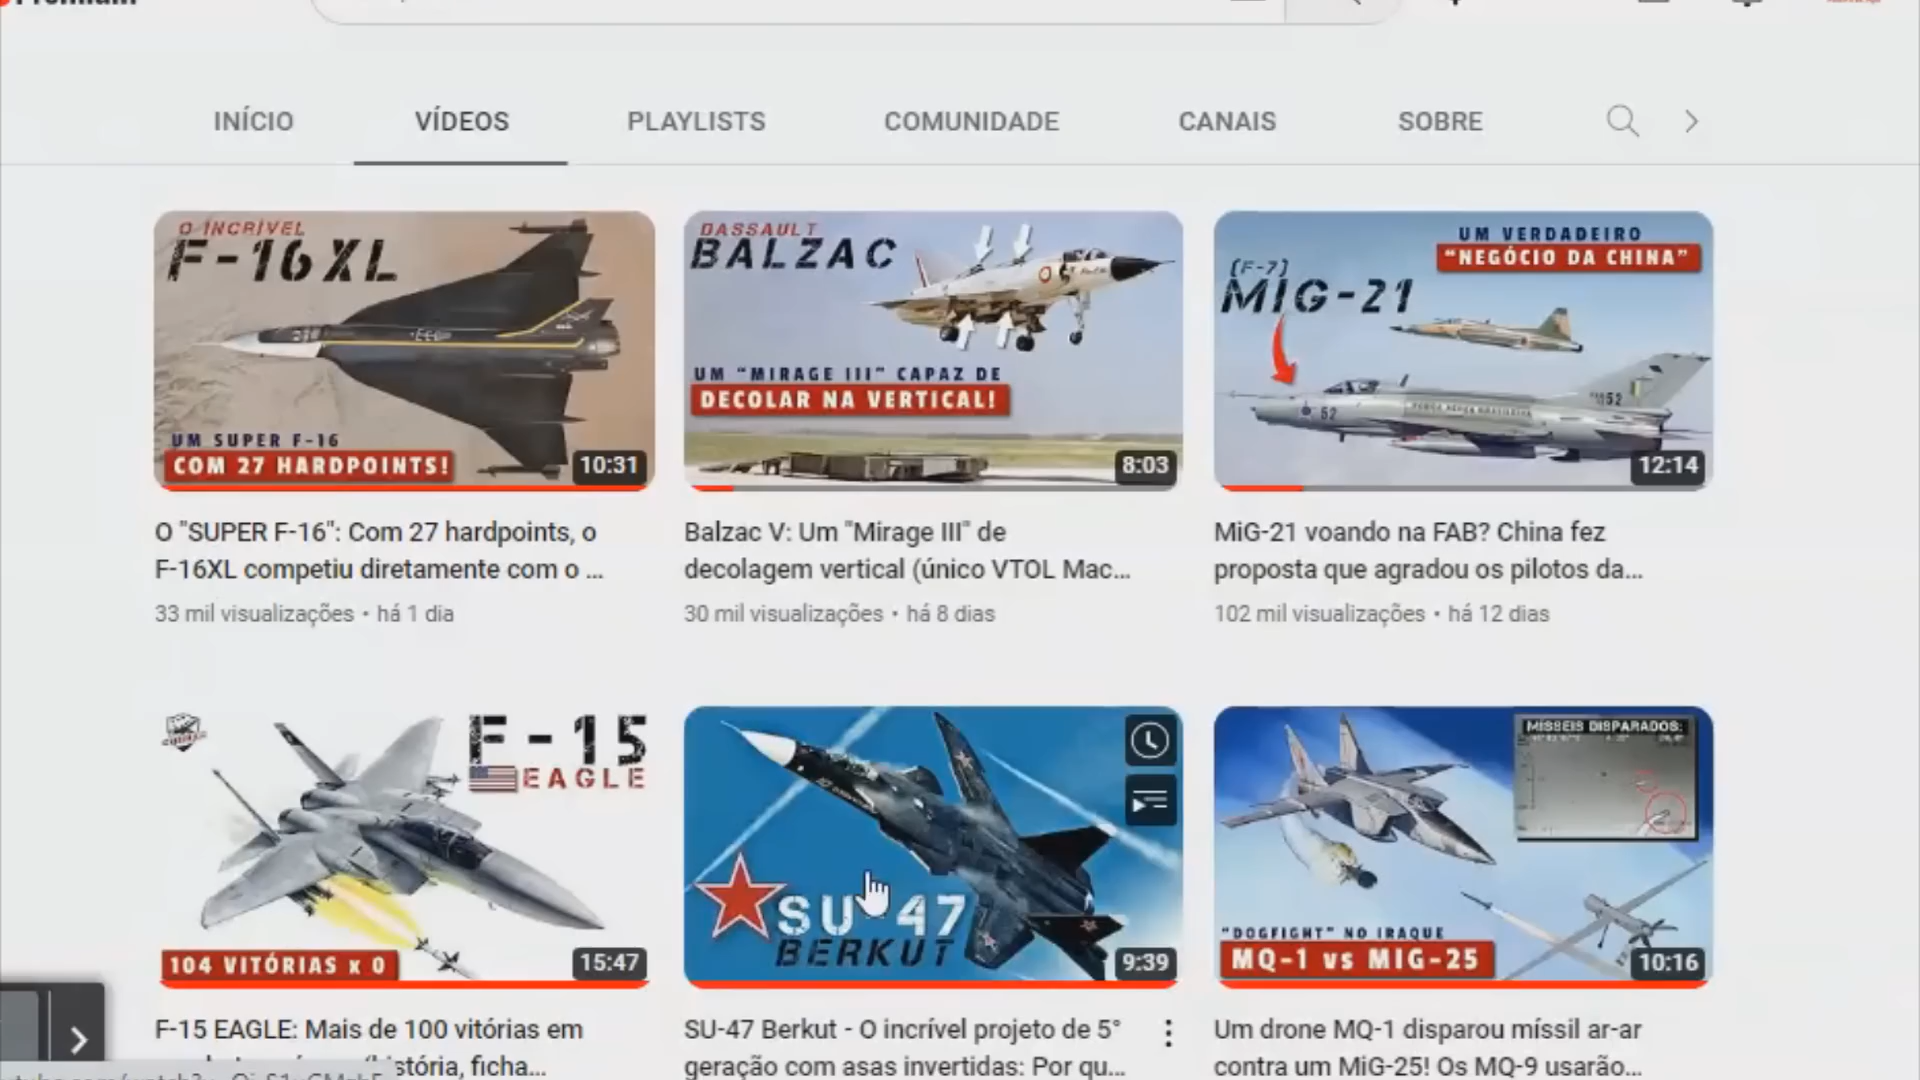 Premium
INÍCIO
VÍDEOS
PLAYLISTS
COMUNIDADE
CANAIS
SOBRE
O INCRÍVEL
F-16XL
UM SUPER F-16
COM 27 HARDPOINTS!
10:31
DASSAULT
BALZAC
UM "MIRAGE III" CAPAZ DE
DECOLAR NA VERTICAL!
8:03
UM VERDADEIRO
"NEGÓCIO DA CHINA"
(F-7)
MIG-21
52
52
12:14
O "SUPER F-16": Com 27 hardpoints, o
F-16XL competiu diretamente com o ...
33 mil visualizações • há 1 dia
Balzac V: Um "Mirage III" de
decolagem vertical (único VTOL Mac...
30 mil visualizações • há 8 dias
MiG-21 voando na FAB? China fez
proposta que agradou os pilotos da...
102 mil visualizações • há 12 dias
F-15
EAGLE
104 VITÓRIAS x 0
15:47
SU-47
BERKUT
9:39
MÍSSEIS DISPARADOS:
"DOGFIGHT" NO IRAQUE
MQ-1 vs MIG-25
10:16
F-15 EAGLE: Mais de 100 vitórias em
ficha...
SU-47 Berkut - O incrível projeto de 5°
geração com asas invertidas: Por qu...
Um drone MQ-1 disparou míssil ar-ar
contra um MiG-25! Os MQ-9 usarão...